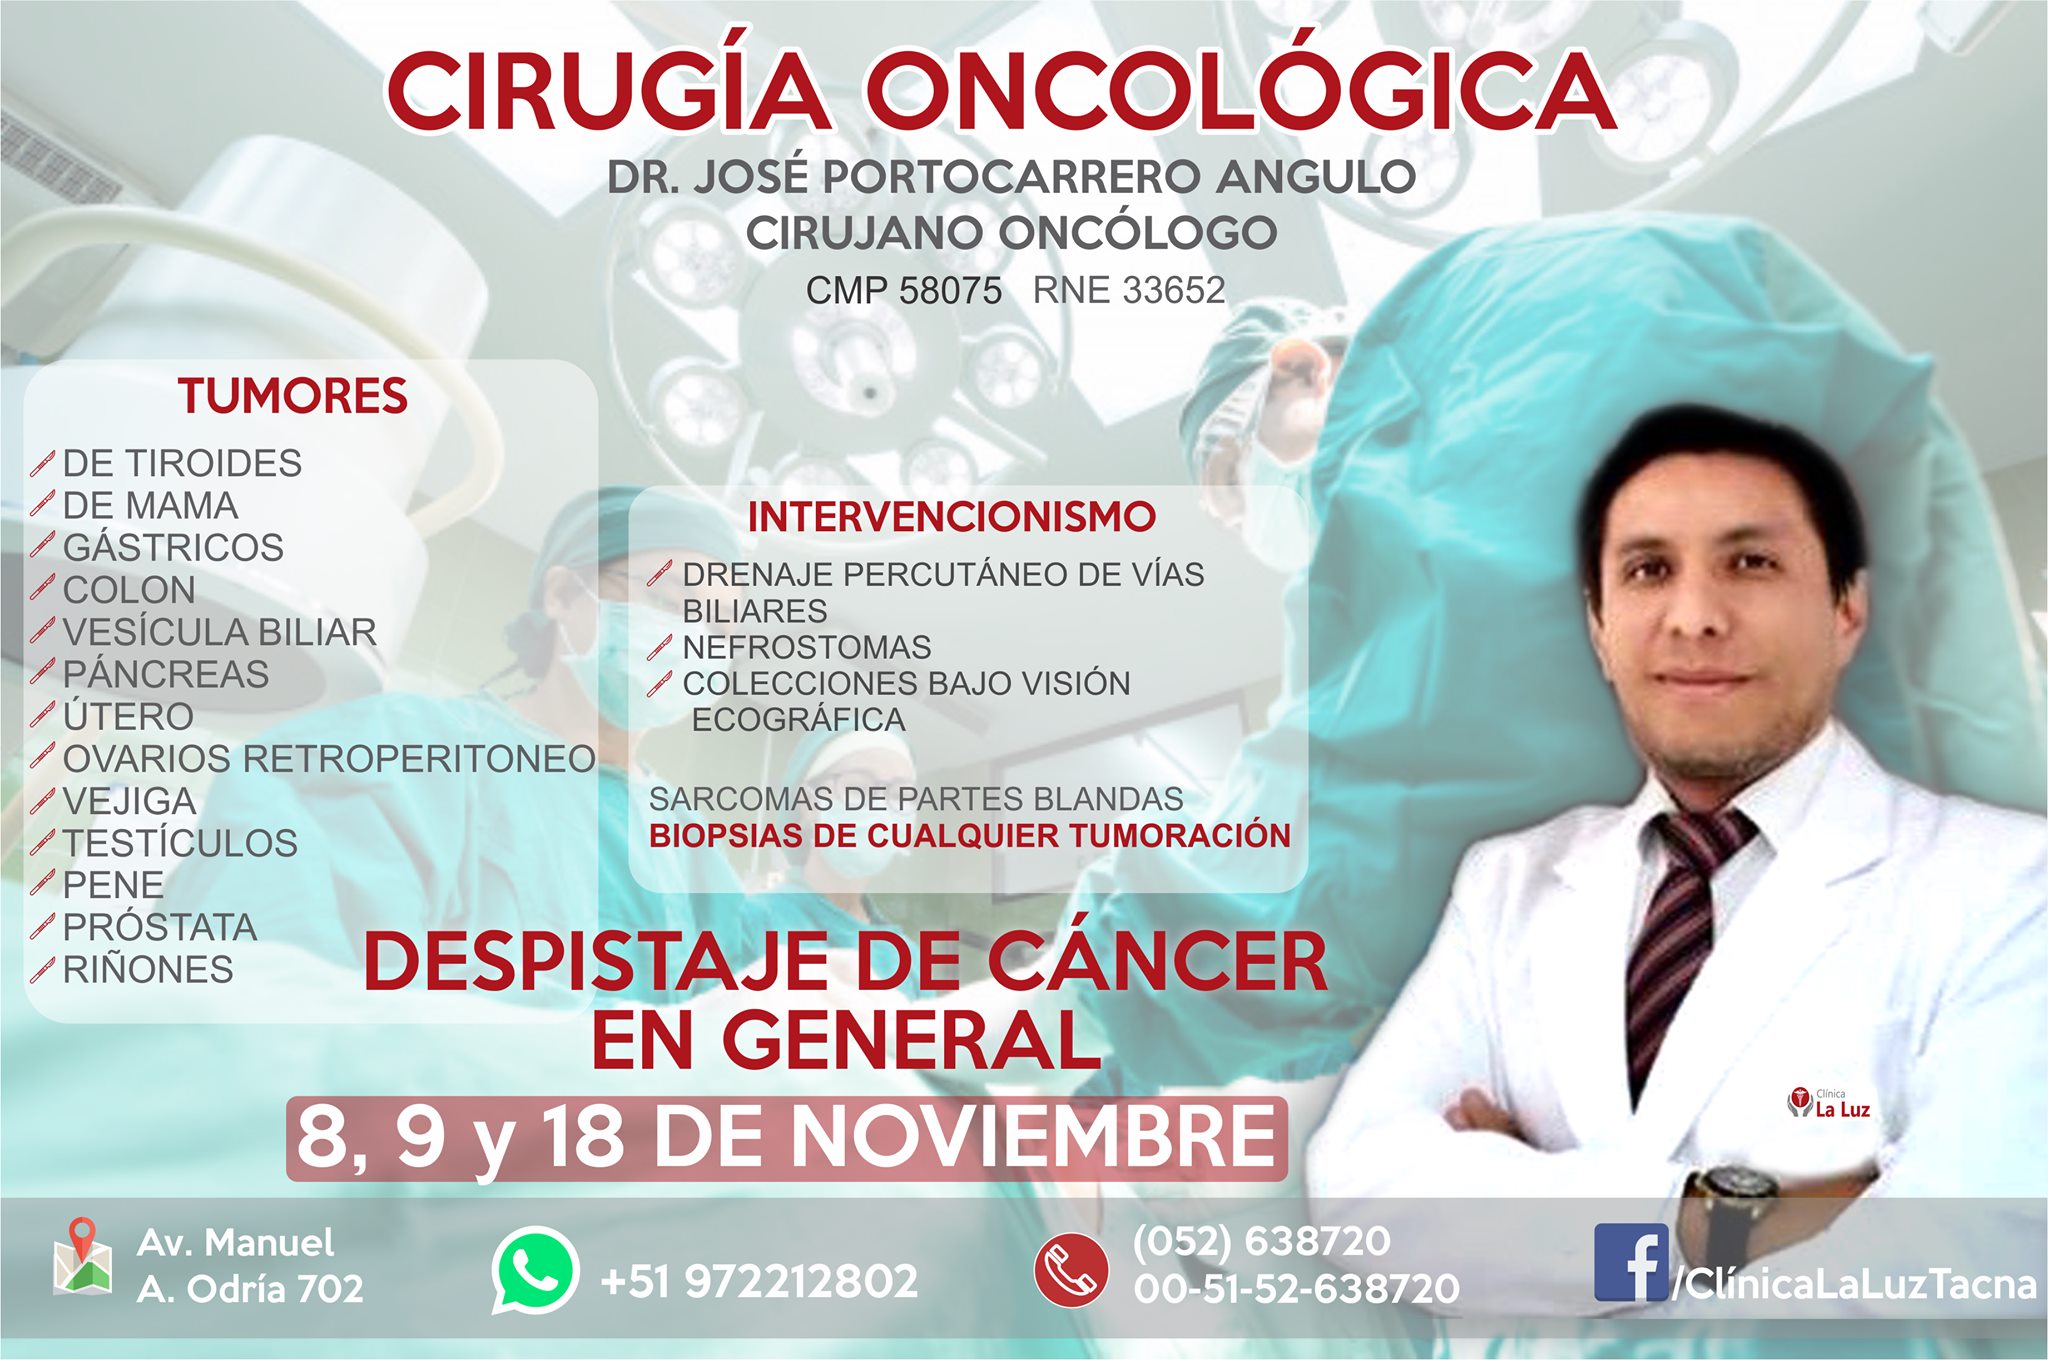 CIRUGÍA ONCOLÓGICA
DR. JOSÉ PORTOCARRERO ANGULO
CIRUJANO ONCÓLOGO
CMP 58075 RNE 33652
TUMORES
DE TIROIDES
DE MAMA
GÁSTRICOS
COLON
VESÍCULA BILIAR
PÁNCREAS
ÚTERO
OVARIOS RETROPERITONEO
VEJIGA
TESTÍCULOS
PENE
PRÓSTATA
RIÑONES
INTERVENCIONISMO
DRENAJE PERCUTÁNEO DE VÍAS
BILIARES
NEFROSTOMAS
COLECCIONES BAJO VISIÓN
ECOGRÁFICA
SARCOMAS DE PARTES BLANDAS
BIOPSIAS DE CUALQUIER TUMORACIÓN
DESPISTAJE DE CÁNCER
EN GENERAL
8, 9 y 18 DE NOVIEMBRE
Clínica
La Luz
Av. Manuel
A. Odría 702
+51 972212802
(052) 638720
00-51-52-638720
f/ClínicaLaLuzTacna